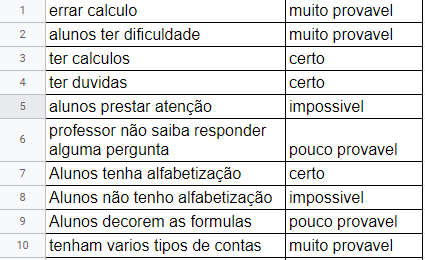 1 errar calculo muito provavel
2 alunos ter dificuldade muito provavel
3 ter calculos certo
4 ter duvidas certo
5 alunos prestar atenção impossivel
professor não saiba responder
6 alguma pergunta pouco provavel
7 Alunos tenha alfabetização certo
8 Alunos não tenho alfabetização impossivel
9 Alunos decorem as formulas pouco provavel
10 tenham varios tipos de contas muito provavel